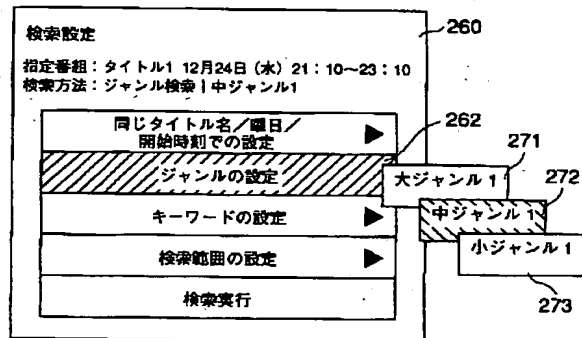 検索設定
260
指定番組：タイトル1 12月24日（水）21：10～23：10
検索方法：ジャンル検索｜中ジャンル1
同じタイトル名／曜日／
開始時刻での設定
262
ジャンルの設定
271
大ジャンル 1
272
中ジャンル 1
キーワードの設定
小ジャンル 1
検索範囲の設定
273
検索実行